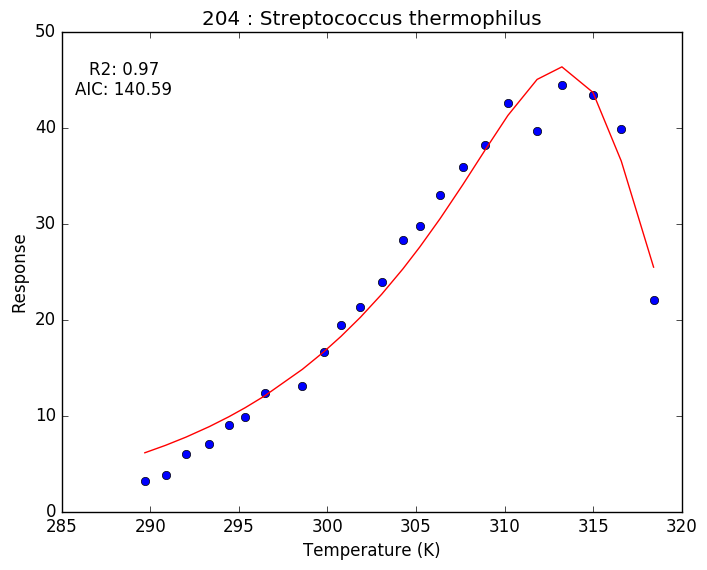 204 : Streptococcus thermophilus
R2: 0.97
AIC: 140.59
50
40
30
20
10
0
Response
285 290 295 300 305 310 315 320
Temperature (K)